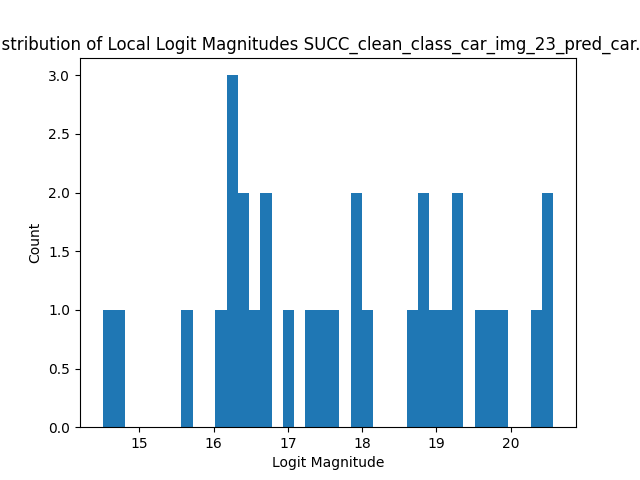 stribution of Local Logit Magnitudes SUCC_clean_class_car_img_23_pred_car.
3.0
2.5
2.0
1.5
1.0
0.5
0.0
Count
15 16 17 18 19 20
Logit Magnitude